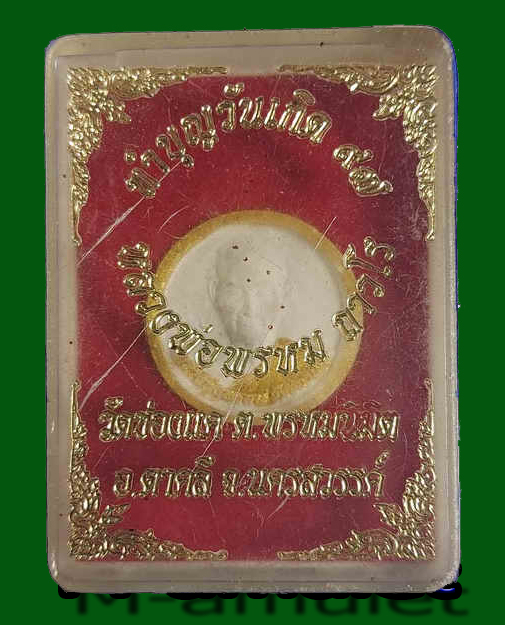 ทำบุญวันเกิด ๙๗
หลวงพ่อพรหม ถาวโร
วัดช่องแค ต.พรหมนิมิต
อ.ตาคลี จ.นครสวรรค์
M-amulet